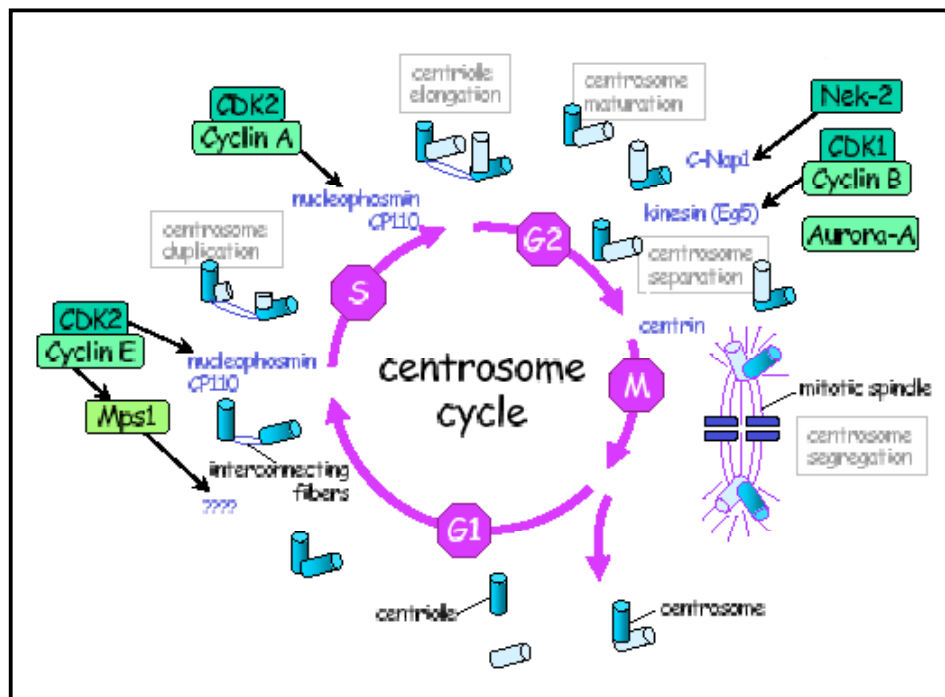 centriole
elongation
centrosome
maturation
CDK2
Cyclin A
Nek-2
CDK1
Cyclin B
C-Nap1
nucleophosmin
CP110
kinesin (Eg5)
Aurora-A
centrosome
duplication
G2
centrosome
separation
S
CDK2
Cyclin E
centrin
nucleophosmin
CP110
centrosome
cycle
M
mitotic spindle
Mps1
centrosome
segregation
interconnecting
fibers
????
G1
centriole
centrosome